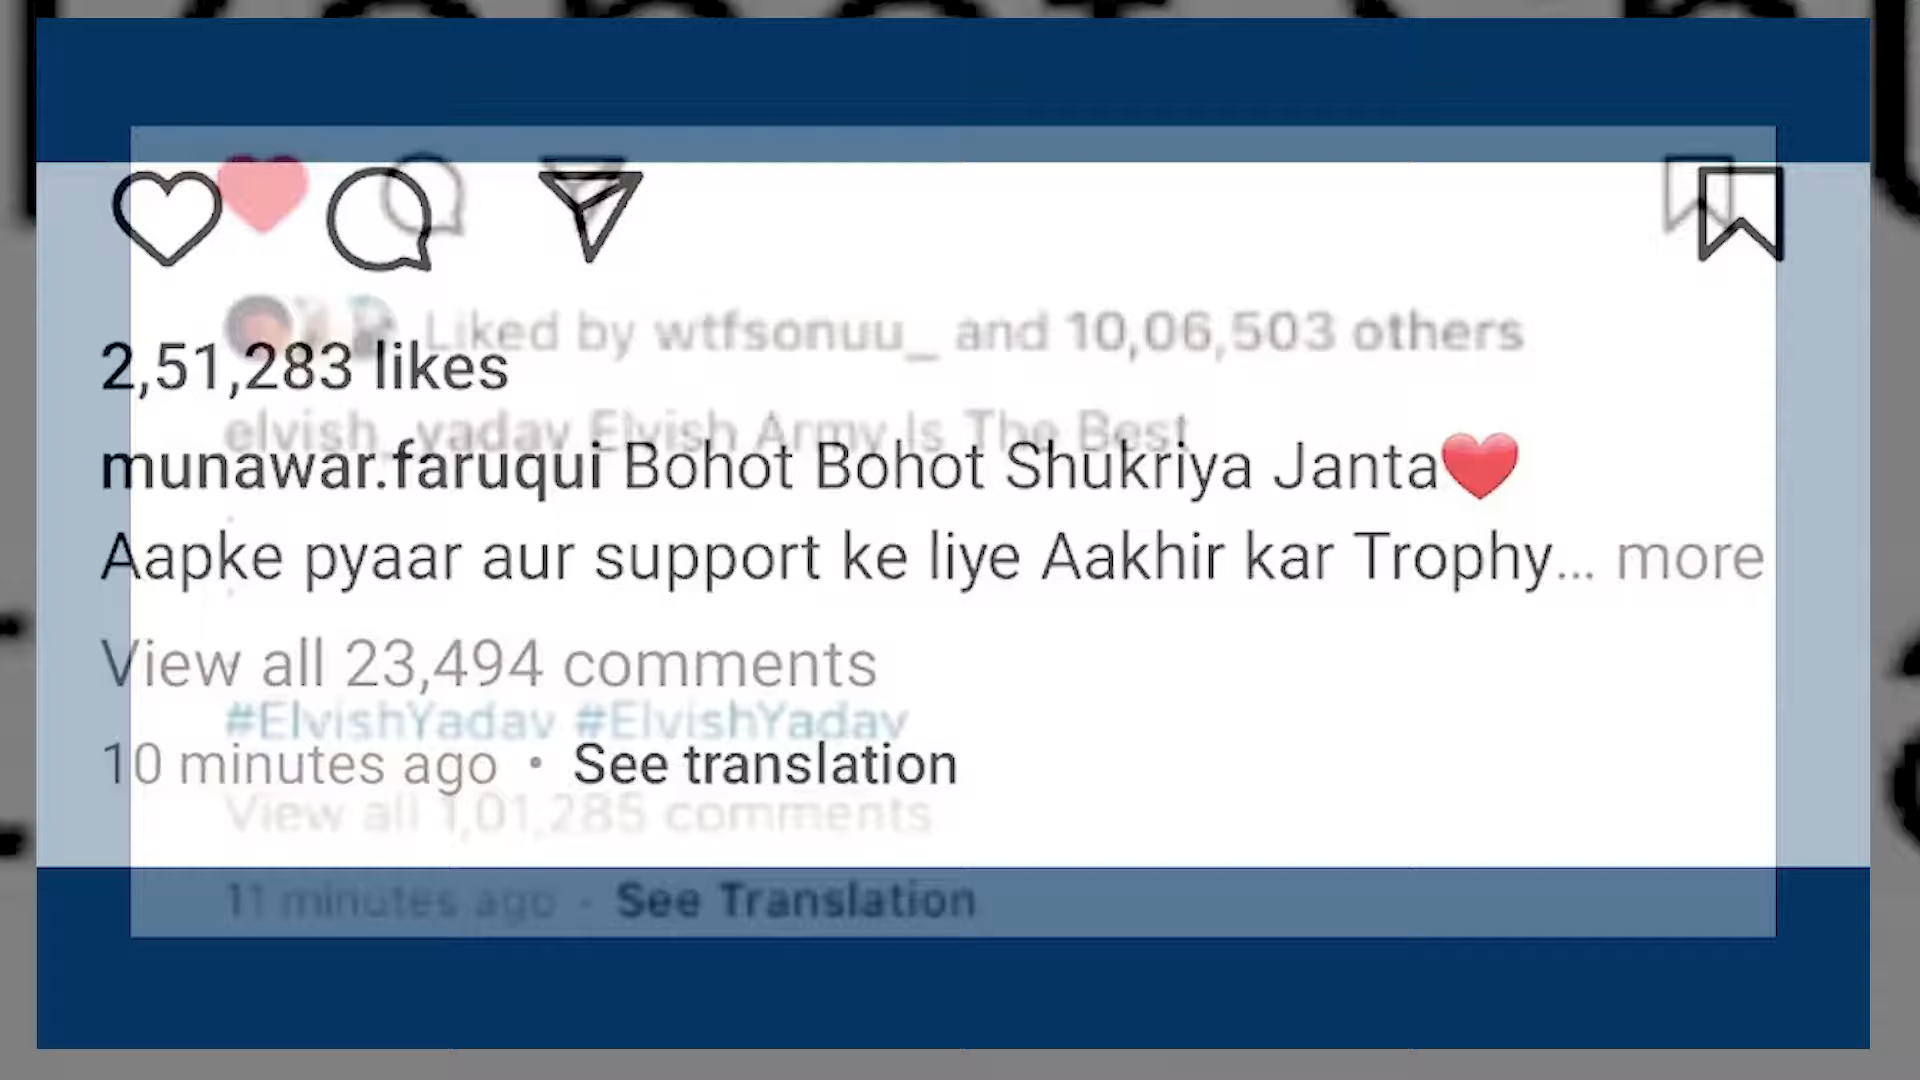 Liked by wtfsonuu_ and 10,06,503 others
2,51,283 likes
elvish_yadav Elvish Army Is The Best
munawar.faruqui Bohot Bohot Shukriya Janta❤️
Aapke pyaar aur support ke liye Aakhir kar Trophy... more
View all 23,494 comments
#ElvishYadav #ElvishYadav
10 minutes ago • See translation
View all 1,01,285 comments
11 minutes ago · See Translation